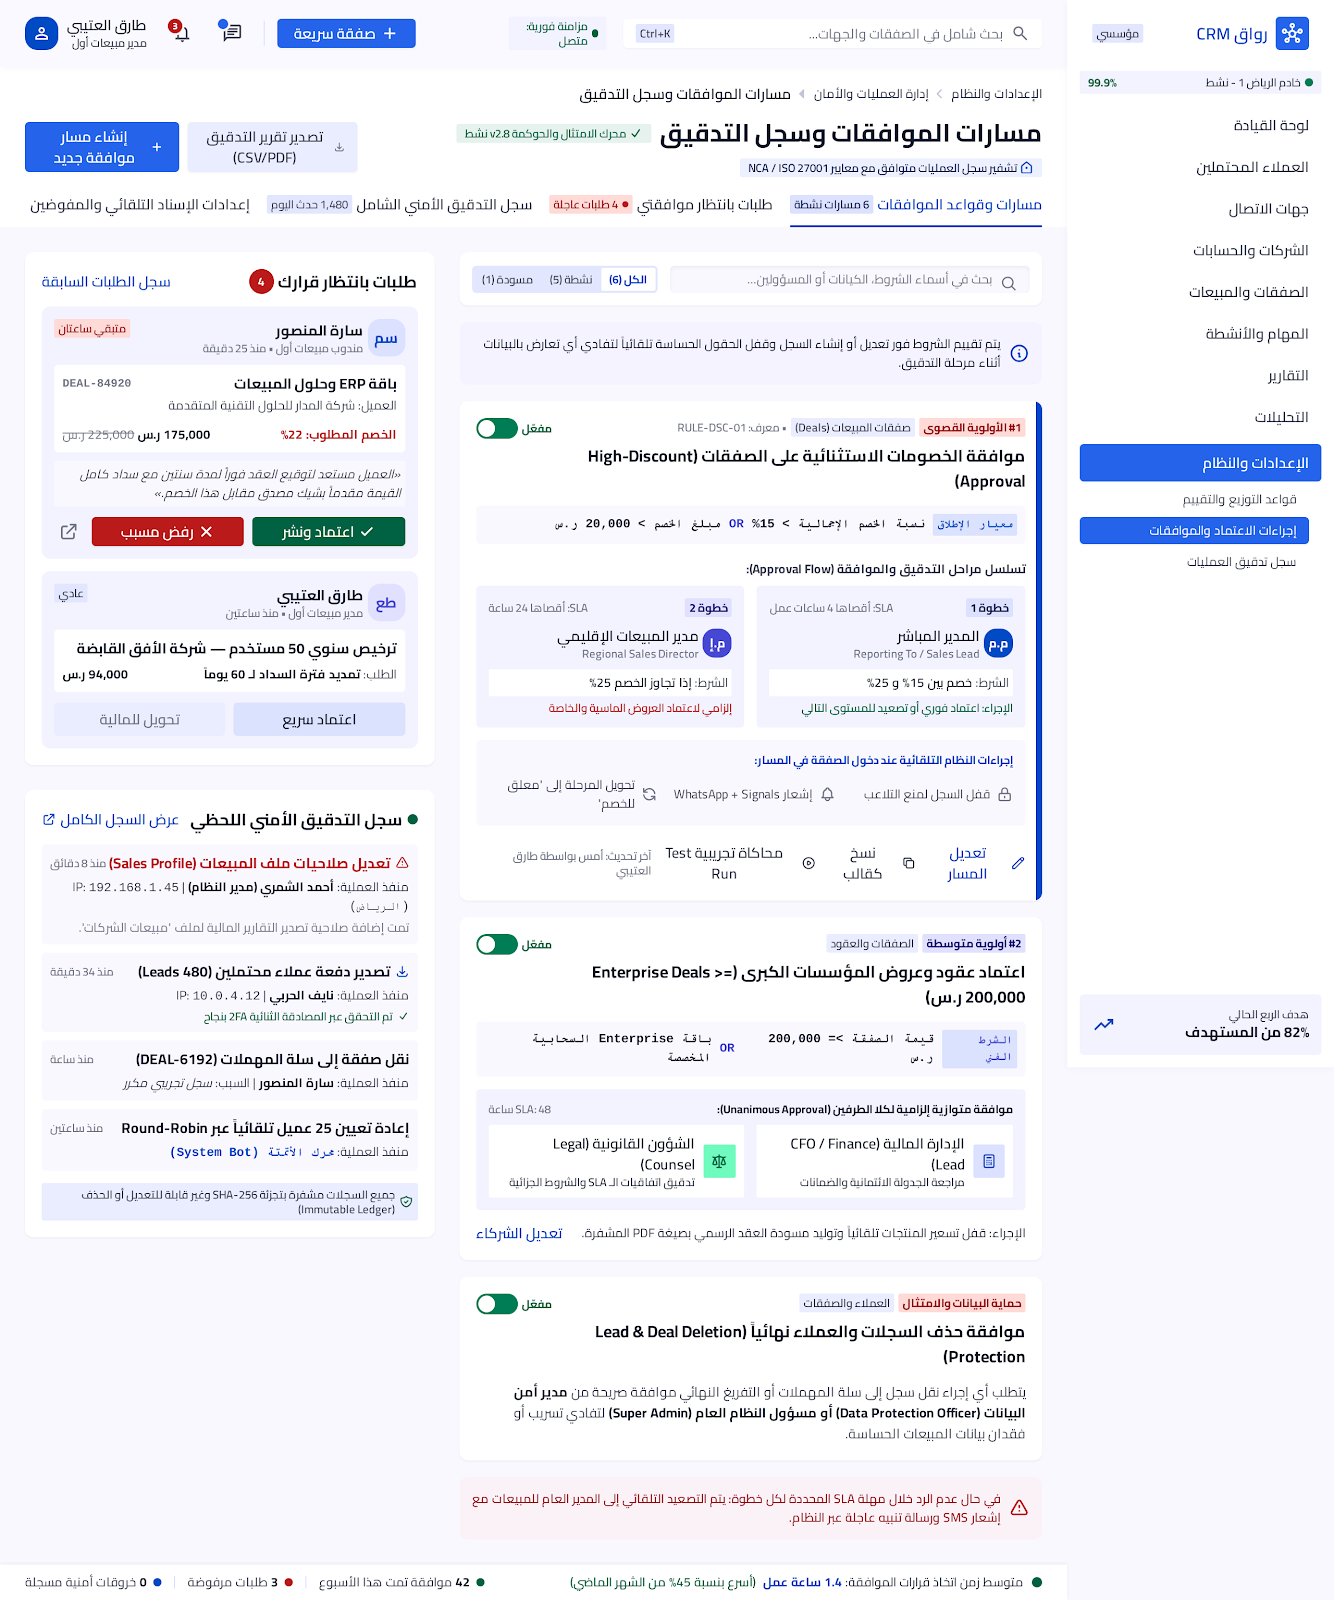 رواق CRM
مؤسسي
خادم الرياض 1 - نشط
99.9%
لوحة القيادة
العملاء المحتملين
جهات الاتصال
الشركات والحسابات
الصفقات والمبيعات
المهام والأنشطة
التقارير
التحليلات
الإعدادات والنظام
قواعد التوزيع والتقييم
إجراءات الاعتماد والموافقات
سجل تدقيق العمليات
هدف الربع الحالي
82% من المستهدف
بحث شامل في الصفقات والجهات...
Ctrl+K
مزامنة فورية:
متصل
صفقة سريعة
3
طارق العتيبي
مدير مبيعات أول
الإعدادات والنظام
إدارة العمليات والأمان
مسارات الموافقات وسجل التدقيق
مسارات الموافقات وسجل التدقيق
محرك الامتثال والحوكمة v2.8 نشط
تشفير سجل العمليات متوافق مع معايير NCA / ISO 27001
تصدير تقرير التدقيق
(CSV/PDF)
إنشاء مسار
موافقة جديد
مسارات وقواعد الموافقات
6 مسارات نشطة
طلبات بانتظار موافقتي
4 طلبات عاجلة
سجل التدقيق الأمني الشامل
1,480 حدث اليوم
إعدادات الإسناد التلقائي والمفوضين
بحث في أسماء الشروط، الكيانات أو المسؤولين...
الكل (6)
نشطة (5)
مسودة (1)
يتم تقييم الشروط فور تعديل أو إنشاء السجل وقفل الحقول الحساسة تلقائياً لتفادي أي تعارض بالبيانات
أثناء مرحلة التدقيق.
#1 الأولوية القصوى
صفقات المبيعات (Deals)
• معرف: RULE-DSC-01
مفعّل
موافقة الخصومات الاستثنائية على الصفقات (High-Discount
Approval)
معيار الإطلاق
نسبة الخصم الإجمالية > 15% OR مبلغ الخصم > 20,000 ر.س
تسلسل مراحل التدقيق والموافقة (Approval Flow):
خطوة 1
SLA: أقصاها 4 ساعات عمل
م.م
المدير المباشر
Reporting To / Sales Lead
الشرط: خصم بين 15% و 25%
الإجراء: اعتماد فوري أو تصعيد للمستوى التالي
خطوة 2
SLA: أقصاها 24 ساعة
م.إ
مدير المبيعات الإقليمي
Regional Sales Director
الشرط: إذا تجاوز الخصم 25%
إلزامي لاعتماد العروض الماسية والخاصة
إجراءات النظام التلقائية عند دخول الصفقة في المسار:
قفل السجل لمنع التلاعب
إشعار WhatsApp + Signals
تحويل المرحلة إلى 'معلق
للخصم'
تعديل
المسار
نسخ
كقالب
محاكاة تجريبية Test
Run
آخر تحديث: أمس بواسطة طارق
العتيبي
#2 أولوية متوسطة
الصفقات والعقود
مفعّل
اعتماد عقود وعروض المؤسسات الكبرى (Enterprise Deals >=
200,000 ر.س)
الشرط
الفني
قيمة الصفقة >= 200,000
ر.س
OR
باقة Enterprise السحابية
المخصصة
موافقة متوازية إلزامية لكلا الطرفين (Unanimous Approval):
SLA: 48 ساعة
الإدارة المالية (CFO / Finance
Lead)
مراجعة الجدولة الائتمانية والضمانات
الشؤون القانونية (Legal
Counsel)
تدقيق اتفاقيات الـ SLA والشروط الجزائية
الإجراء: قفل تسعير المنتجات تلقائياً وتوليد مسودة العقد الرسمي بصيغة PDF المشفرة.
تعديل الشركاء
حماية البيانات والامتثال
العملاء والصفقات
مفعّل
موافقة حذف السجلات والعملاء نهائياً (Lead & Deal Deletion
Protection)
يتطلب أي إجراء نقل سجل إلى سلة المهملات أو التفريغ النهائي موافقة صريحة من مدير أمن
البيانات (Data Protection Officer) أو مسؤول النظام العام (Super Admin) لتفادي تسريب أو
فقدان بيانات المبيعات الحساسة.
في حال عدم الرد خلال مهلة SLA المحددة لكل خطوة: يتم التصعيد التلقائي إلى المدير العام للمبيعات مع
إشعار SMS ورسالة تنبيه عاجلة عبر النظام.
طلبات بانتظار قرارك
4
سجل الطلبات السابقة
سم
سارة المنصور
مندوب مبيعات أول • منذ 25 دقيقة
متبقي ساعتان
باقة ERP وحلول المبيعات
DEAL-84920
العميل: شركة المدار للحلول التقنية المتقدمة
الخصم المطلوب: 22%
175,000 ر.س
225,000 ر.س
«العميل مستعد لتوقيع العقد فوراً لمدة سنتين مع سداد كامل
القيمة مقدماً بشيك مصدق مقابل هذا الخصم.»
اعتماد ونشر
رفض مسبب
طع
طارق العتيبي
مدير مبيعات أول • منذ ساعتين
عادي
ترخيص سنوي 50 مستخدم — شركة الأفق القابضة
الطلب: تمديد فترة السداد لـ 60 يوماً
94,000 ر.س
اعتماد سريع
تحويل للمالية
سجل التدقيق الأمني اللحظي
عرض السجل الكامل
تعديل صلاحيات ملف المبيعات (Sales Profile)
منذ 8 دقائق
منفذ العملية: أحمد الشمري (مدير النظام) | IP: 192.168.1.45
(الرياض)
تمت إضافة صلاحية تصدير التقارير المالية لملف 'مبيعات الشركات'.
تصدير دفعة عملاء محتملين (480 Leads)
منذ 34 دقيقة
منفذ العملية: نايف الحربي | IP: 10.0.4.12
تم التحقق عبر المصادقة الثنائية 2FA بنجاح
نقل صفقة إلى سلة المهملات (DEAL-6192)
منذ ساعة
منفذ العملية: سارة المنصور | السبب: سجل تجريبي مكرر
إعادة تعيين 25 عميل تلقائياً عبر Round-Robin
منذ ساعتين
منفذ العملية: محرك الأتمتة (System Bot)
جميع السجلات مشفرة بتجزئة SHA-256 وغير قابلة للتعديل أو الحذف
(Immutable Ledger)
متوسط زمن اتخاذ قرارات الموافقة: 1.4 ساعة عمل (أسرع بنسبة 45% من الشهر الماضي)
42 موافقة تمت هذا الأسبوع
3 طلبات مرفوضة
0 خروقات أمنية مسجلة